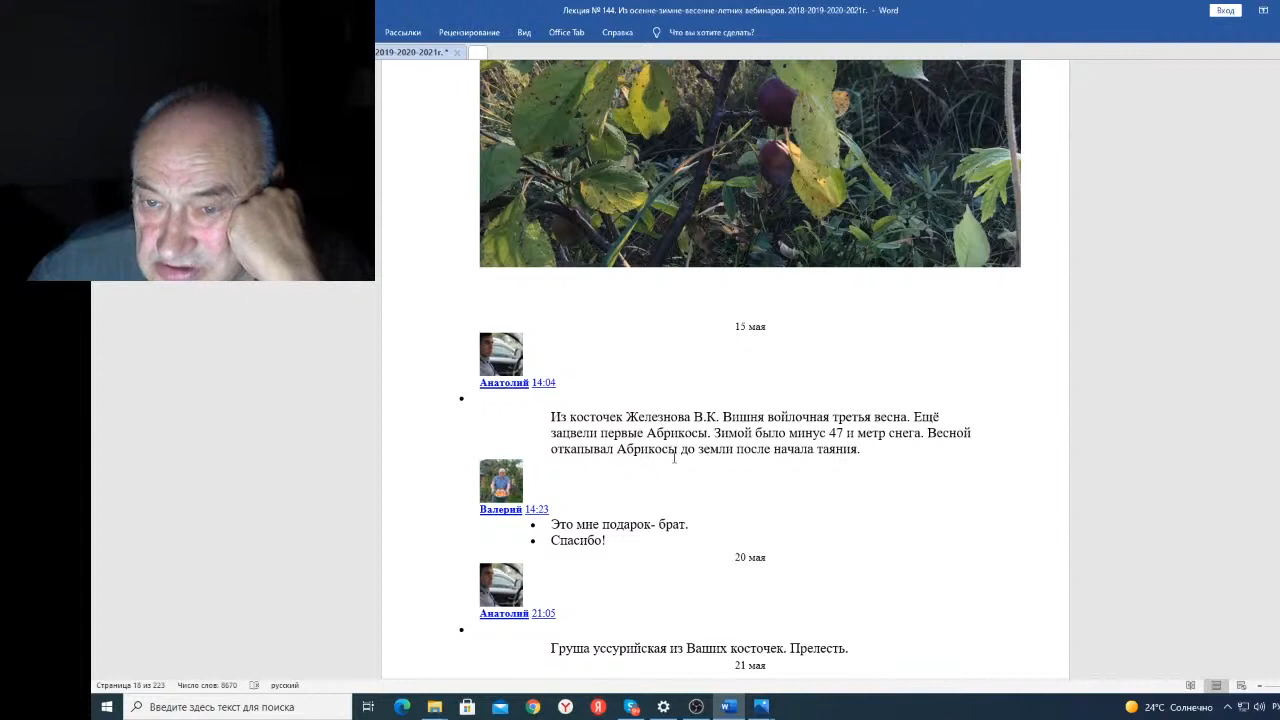 Лекция № 144. Из осенне-зимне-весенне-летних вебинаров. 2018-2019-2020-2021г. - Word
Вход
Рассылки Рецензирование Вид Office Tab Справка Что вы хотите сделать?
2019-2020-2021г. *
15 мая
Анатолий 14:04
Из косточек Железнова В.К. Вишня войлочная третья весна. Ещё
зацвели первые Абрикосы. Зимой было минус 47 и метр снега. Весной
откапывал Абрикосы до земли после начала таяния.
Валерий 14:23
Это мне подарок- брат.
Спасибо!
20 мая
Анатолий 21:05
Груша уссурийская из Ваших косточек. Прелесть.
21 мая
Страница 18 из 223 Число слов: 8670 русский
Введите здесь текст для поиска
24°C Солнечно